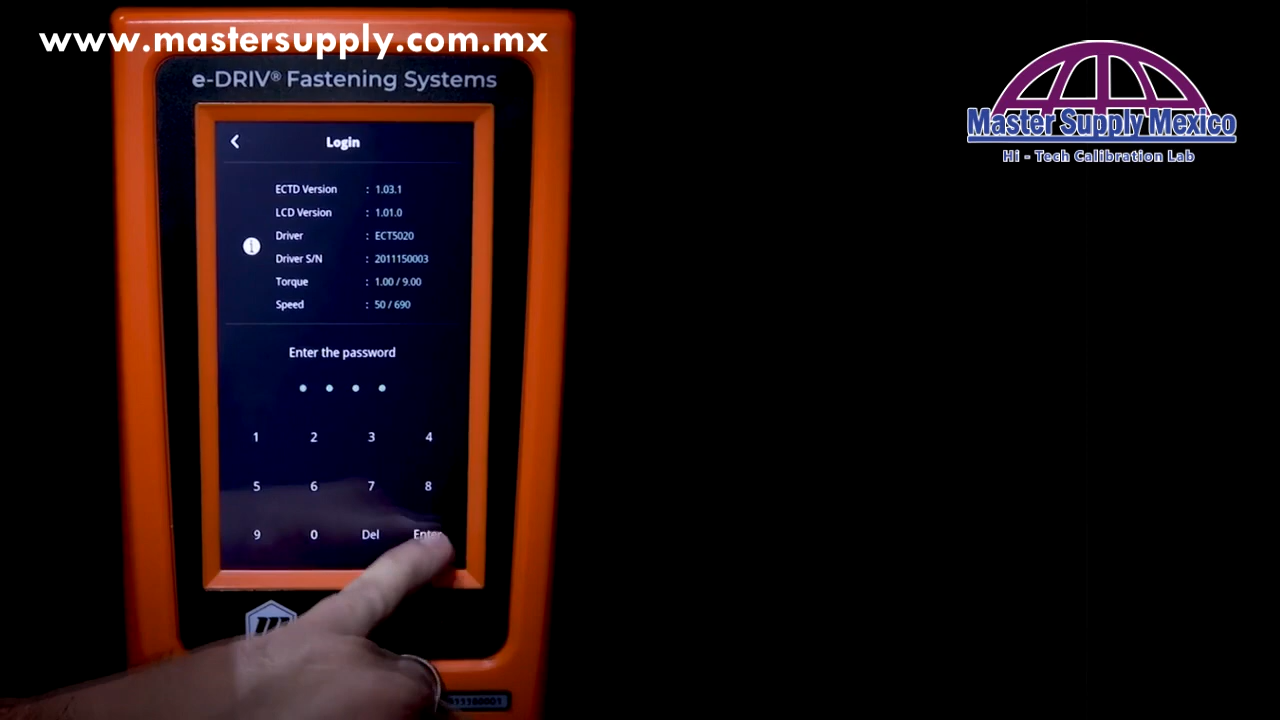 www.mastersupply.com.mx
e-DRIV® Fastening Systems
Master Supply Mexico
Hi - Tech Calibration Lab
Login
ECTD Version : 1.03.1
LCD Version : 1.01.0
Driver : ECT5020
Driver S/N : 2011150003
Torque : 1.00 / 9.00
Speed : 50 / 690
Enter the password
1 2 3 4
5 6 7 8
9 0 Del Enter